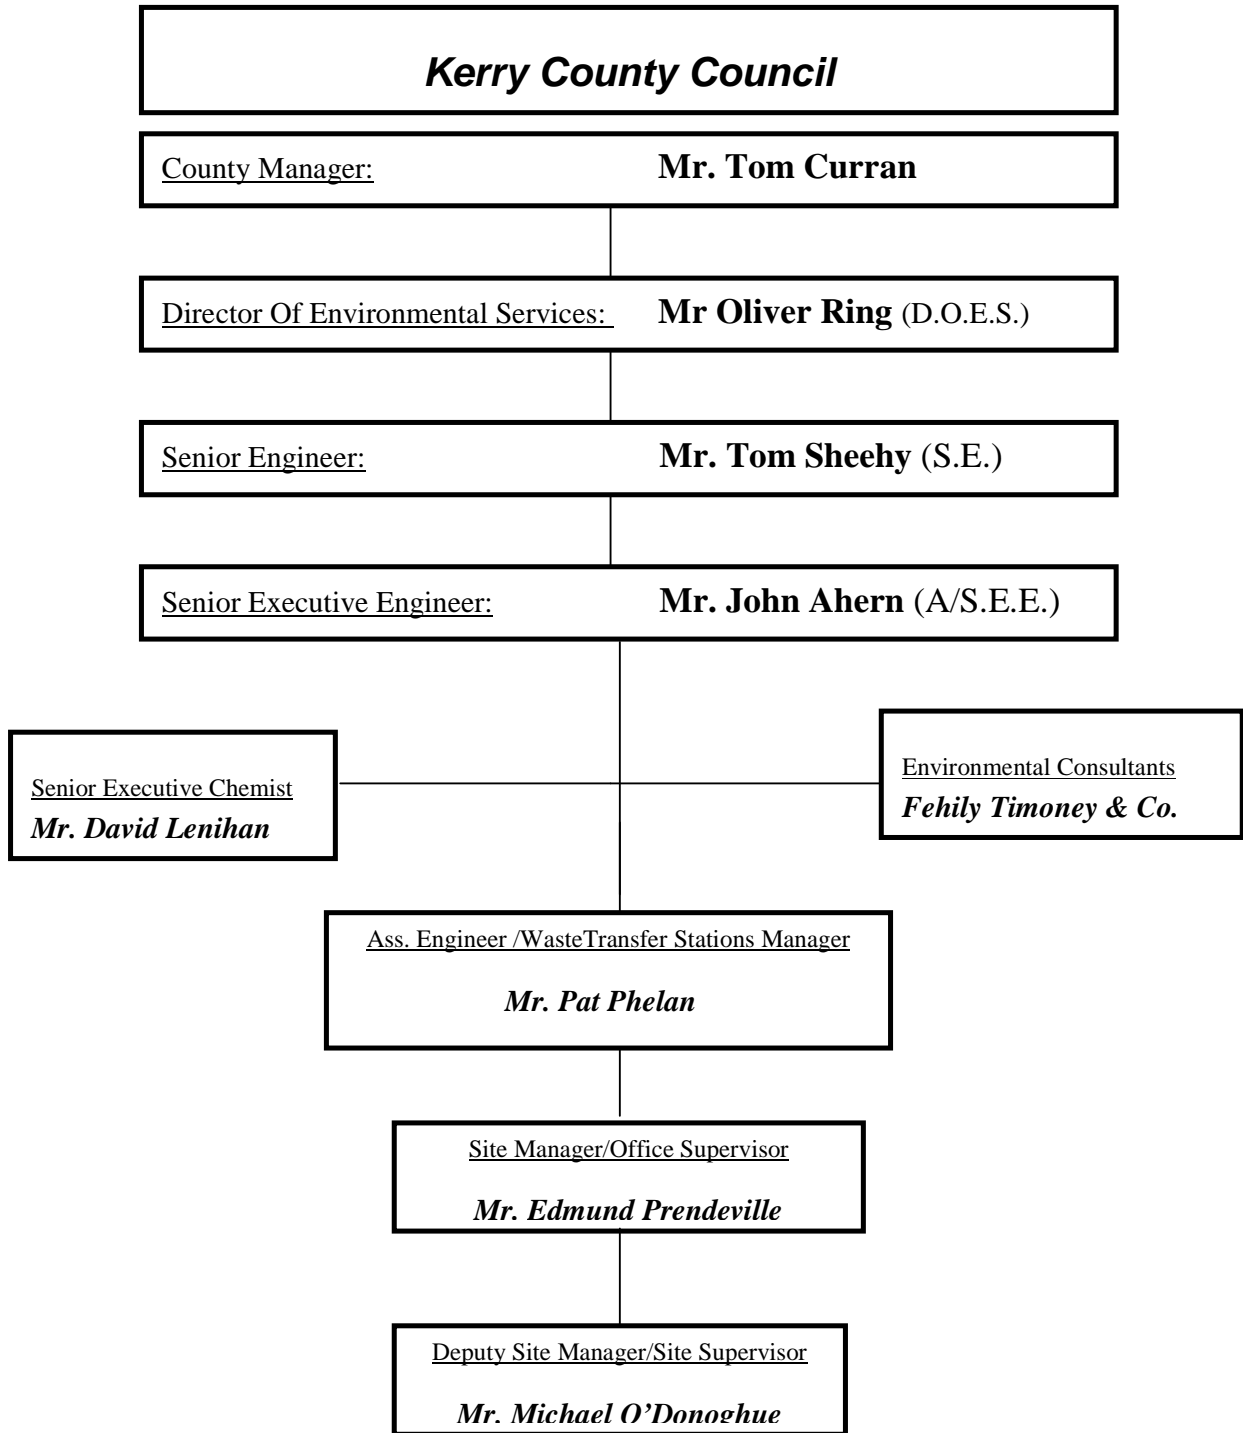 Kerry County Council
County Manager: Mr. Tom Curran
Director Of Environmental Services: Mr Oliver Ring (D.O.E.S.)
Senior Engineer: Mr. Tom Sheehy (S.E.)
Senior Executive Engineer: Mr. John Ahern (A/S.E.E.)
Senior Executive Chemist
Mr. David Lenihan
Environmental Consultants
Fehily Timoney & Co.
Ass. Engineer /WasteTransfer Stations Manager
Mr. Pat Phelan
Site Manager/Office Supervisor
Mr. Edmund Prendeville
Deputy Site Manager/Site Supervisor
Mr. Michael O'Donoghue